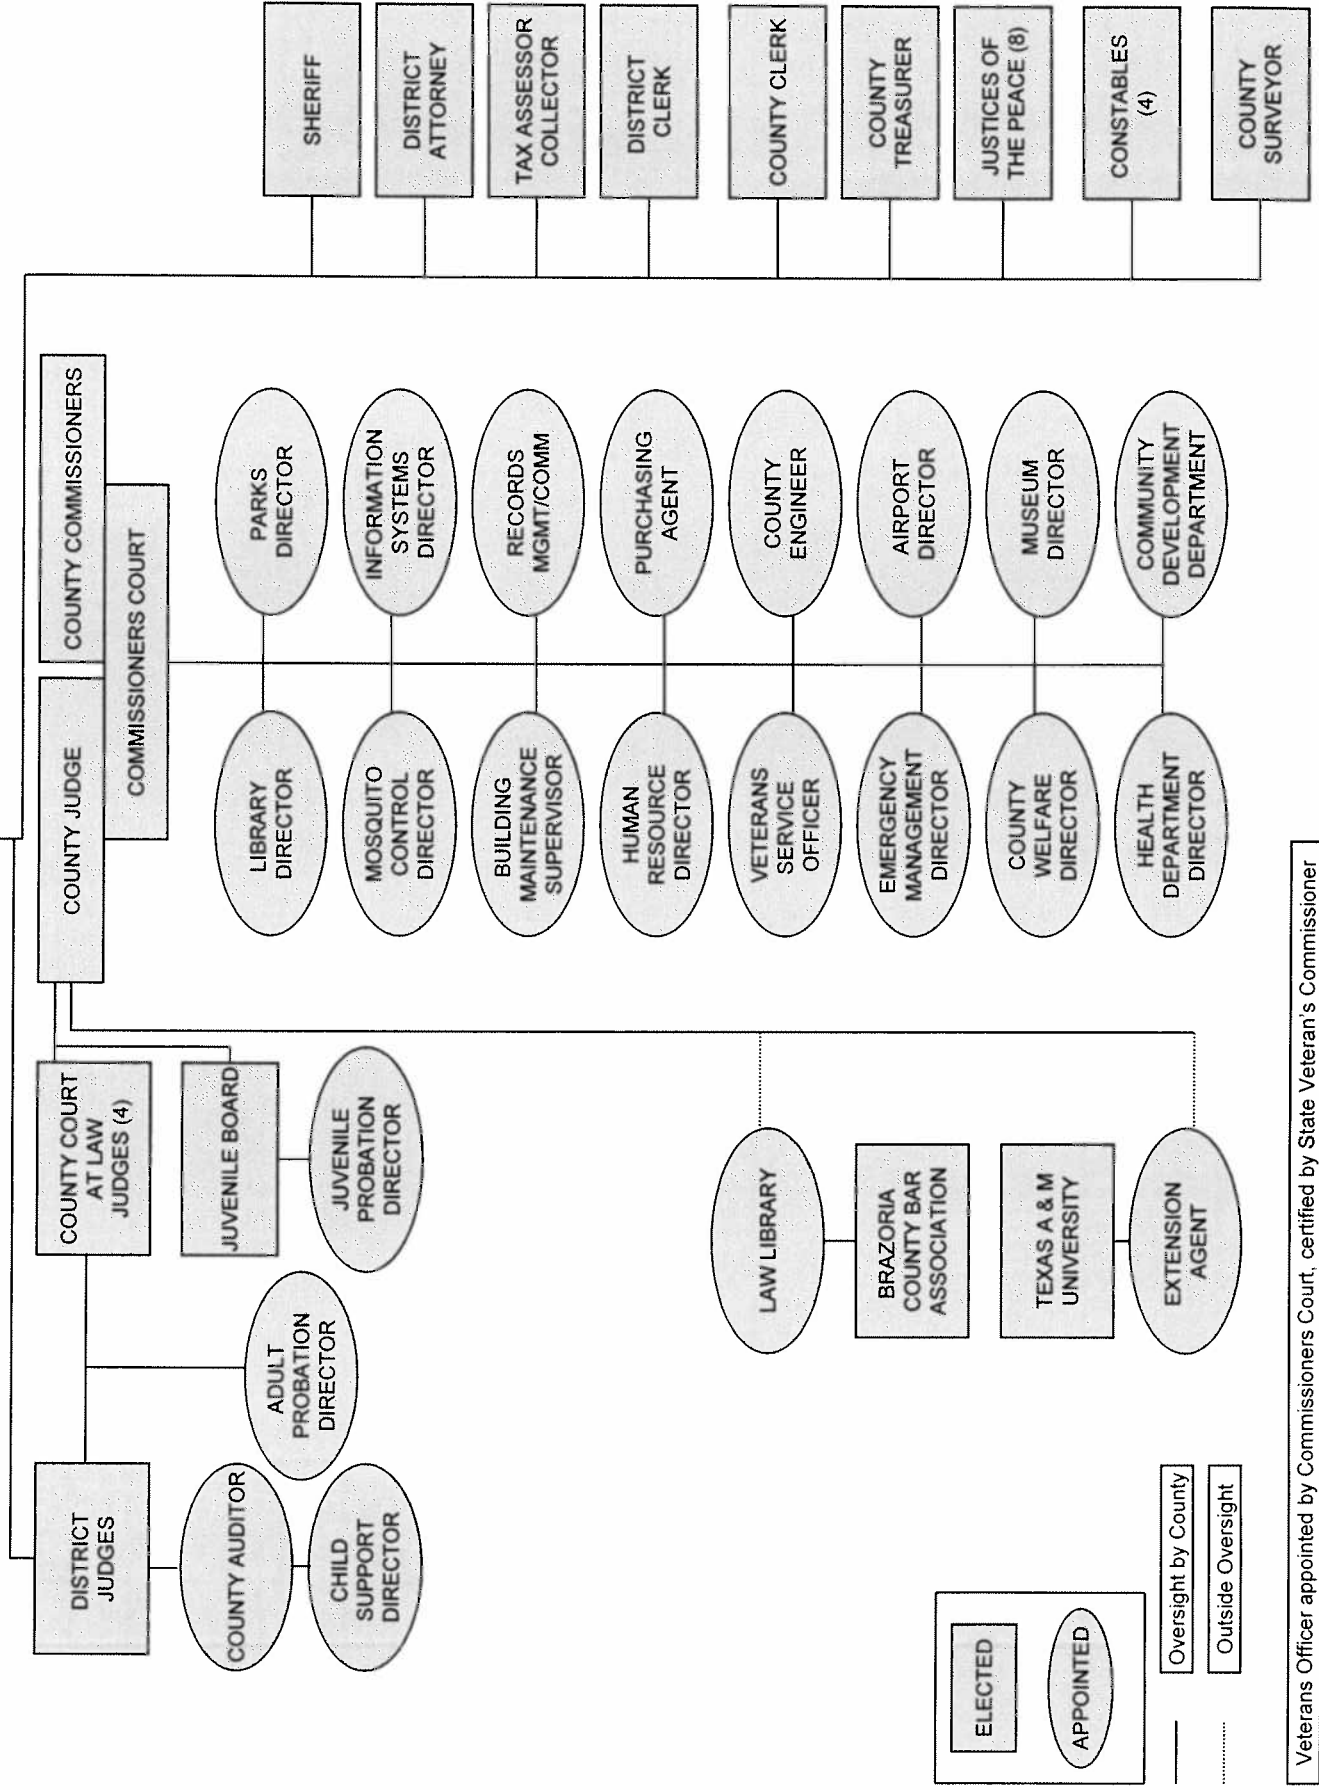 DISTRICT
JUDGES
COUNTY COURT
AT LAW
JUDGES (4)
COUNTY JUDGE
COUNTY COMMISSIONERS
COMMISSIONERS COURT
COUNTY AUDITOR
CHILD
SUPPORT
DIRECTOR
ADULT
PROBATION
DIRECTOR
JUVENILE BOARD
JUVENILE
PROBATION
DIRECTOR
LIBRARY
DIRECTOR
PARKS
DIRECTOR
MOSQUITO
CONTROL
DIRECTOR
INFORMATION
SYSTEMS
DIRECTOR
BUILDING
MAINTENANCE
SUPERVISOR
RECORDS
MGMT/COMM
HUMAN
RESOURCE
DIRECTOR
PURCHASING
AGENT
VETERANS
SERVICE
OFFICER
COUNTY
ENGINEER
EMERGENCY
MANAGEMENT
DIRECTOR
AIRPORT
DIRECTOR
COUNTY
WELFARE
DIRECTOR
MUSEUM
DIRECTOR
HEALTH
DEPARTMENT
DIRECTOR
COMMUNITY
DEVELOPMENT
DEPARTMENT
SHERIFF
DISTRICT
ATTORNEY
TAX ASSESSOR
COLLECTOR
DISTRICT
CLERK
COUNTY CLERK
COUNTY
TREASURER
JUSTICES OF
THE PEACE (8)
CONSTABLES
(4)
COUNTY
SURVEYOR
LAW LIBRARY
BRAZORIA
COUNTY BAR
ASSOCIATION
TEXAS A & M
UNIVERSITY
EXTENSION
AGENT
ELECTED
APPOINTED
Oversight by County
Outside Oversight
Veterans Officer appointed by Commissioners Court, certified by State Veteran's Commissioner